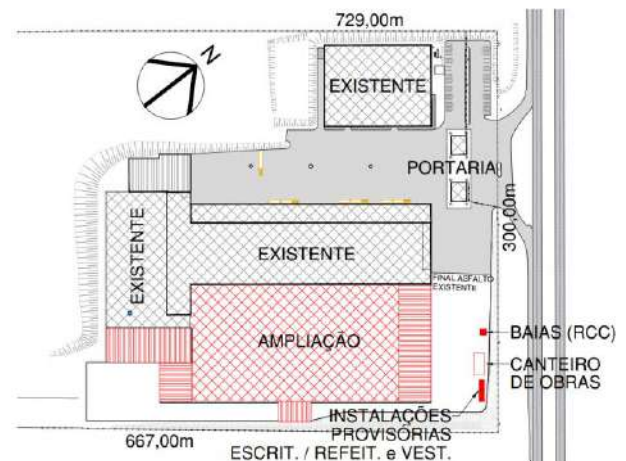 729,00m
N
EXISTENTE
PORTARIA
300,00m
EXISTENTE
EXISTENTE
FINAL ASFALTO
EXISTENTE
AMPLIAÇÃO
BAIAS (RCC)
CANTEIRO
DE OBRAS
INSTALAÇÕES
PROVISÓRIAS
ESCRIT. / REFEIT. e VEST.
667,00m